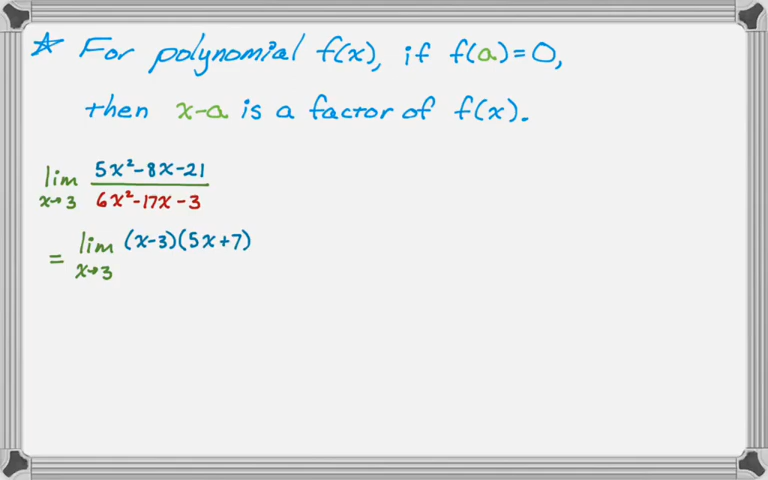 ☆ For polynomial f(x), if f(a)=0,
then x-a is a factor of f(x).
lim x→3 5x²-8x-21 / 6x²-17x-3
= lim x→3 (x-3)(5x+7)